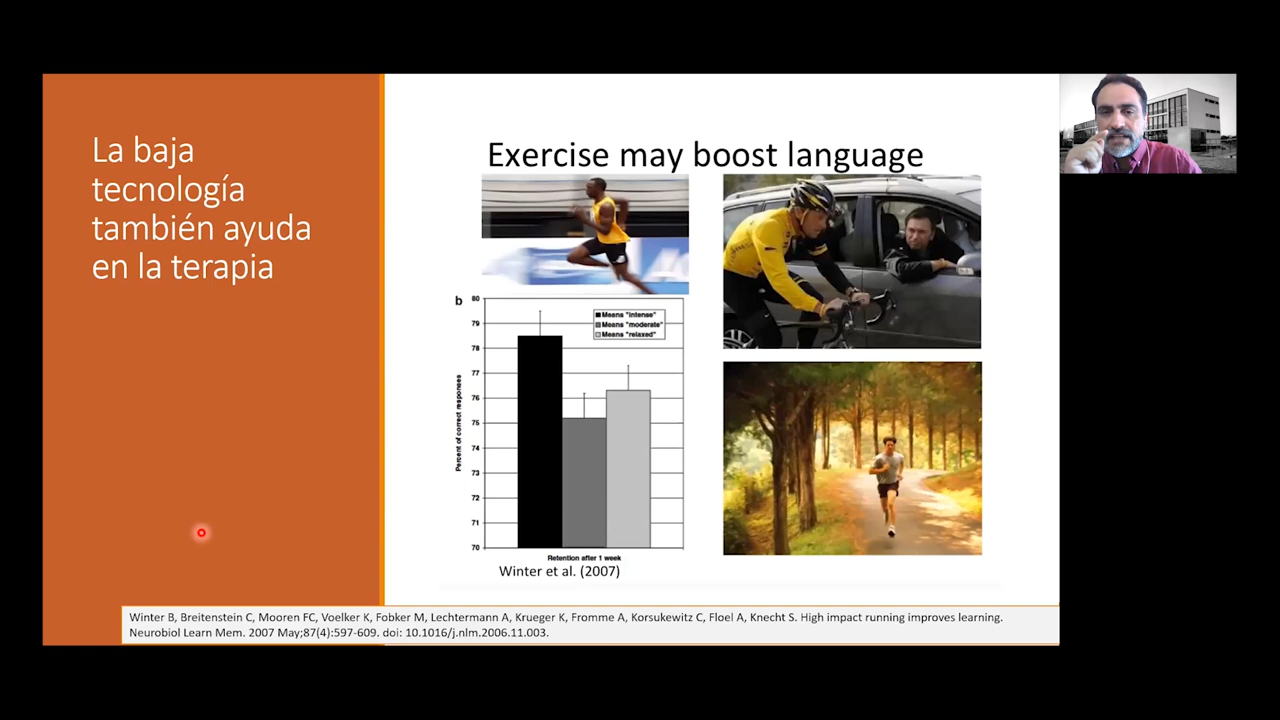 La baja
tecnología
también ayuda
en la terapia
Exercise may boost language
b
80
79
78
77
76
75
74
73
72
71
70
Percent of correct responses
Means "intense"
Means "moderate"
Means "relaxed"
Retention after 1 week
Winter et al. (2007)
Winter B, Breitenstein C, Mooren FC, Voelker K, Fobker M, Lechtermann A, Krueger K, Fromme A, Korsukewitz C, Floel A, Knecht S. High impact running improves learning.
Neurobiol Learn Mem. 2007 May;87(4):597-609. doi: 10.1016/j.nlm.2006.11.003.